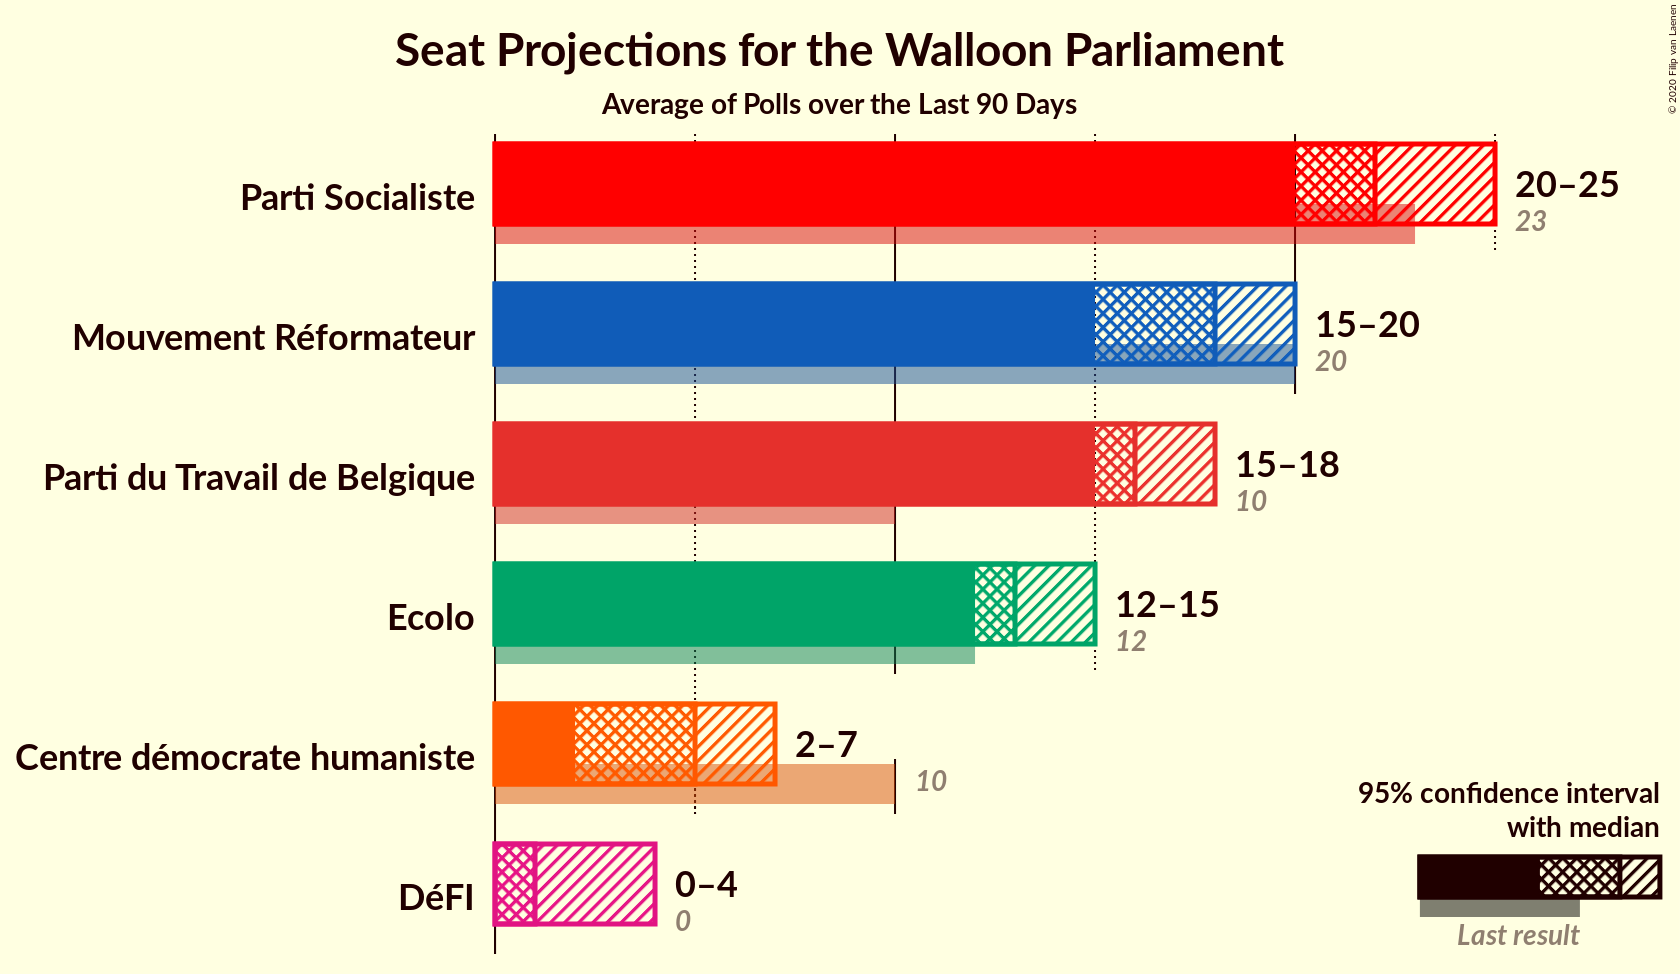 Seat Projections for the Walloon Parliament
Average of Polls over the Last 90 Days
© 2020 Filip van Laenen
Parti Socialiste
20–25
23
Mouvement Réformateur
15–20
20
Parti du Travail de Belgique
15–18
10
Ecolo
12–15
12
Centre démocrate humaniste
2–7
10
DéFI
0–4
0
95% confidence interval
with median
Last result